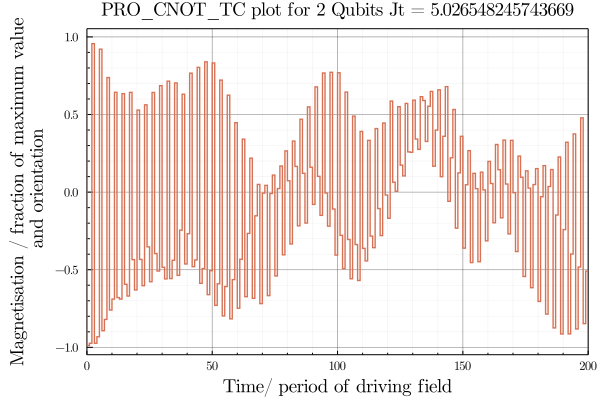 PRO_CNOT_TC plot for 2 Qubits Jt = 5.026548245743669
Magnetisation / fraction of maximum value
and orientation
1.0
0.5
0.0
−0.5
−1.0
0
50
100
150
200
Time/ period of driving field